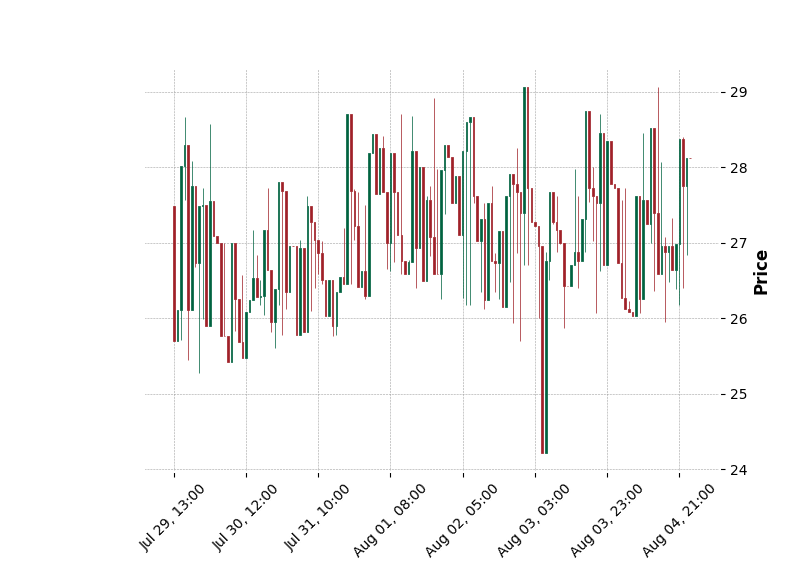 29
28
27
26
25
24
Price
Jul 29, 13:00
Jul 30, 12:00
Jul 31, 10:00
Aug 01, 08:00
Aug 02, 05:00
Aug 03, 03:00
Aug 03, 23:00
Aug 04, 21:00